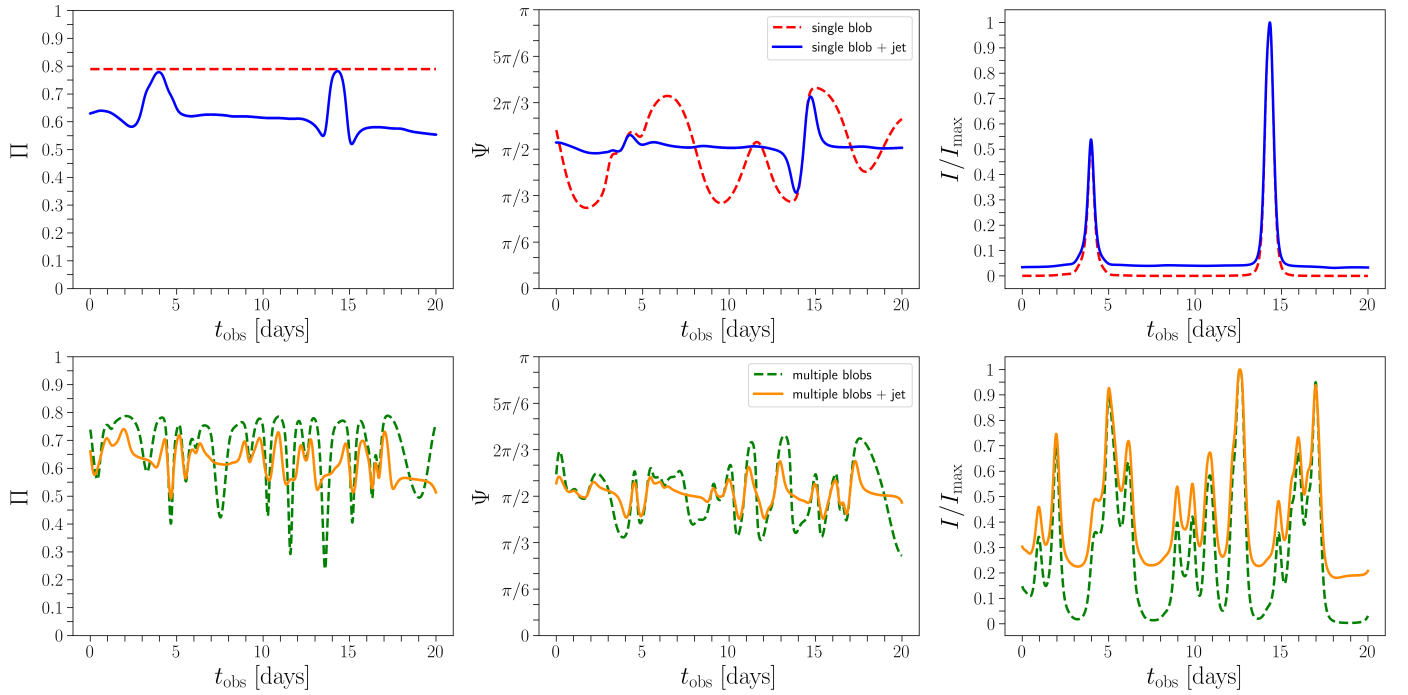 1
0.9
0.8
0.7
0.6
0.5
0.4
0.3
0.2
0.1
0
Π
0 5 10 15 20
t_obs [days]
π
5π/6
2π/3
π/2
π/3
π/6
0
Ψ
single blob
single blob + jet
0 5 10 15 20
t_obs [days]
1
0.9
0.8
0.7
0.6
0.5
0.4
0.3
0.2
0.1
0
I/I_max
0 5 10 15 20
t_obs [days]
1
0.9
0.8
0.7
0.6
0.5
0.4
0.3
0.2
0.1
0
Π
0 5 10 15 20
t_obs [days]
π
5π/6
2π/3
π/2
π/3
π/6
0
Ψ
multiple blobs
multiple blobs + jet
0 5 10 15 20
t_obs [days]
1
0.9
0.8
0.7
0.6
0.5
0.4
0.3
0.2
0.1
0
I/I_max
0 5 10 15 20
t_obs [days]